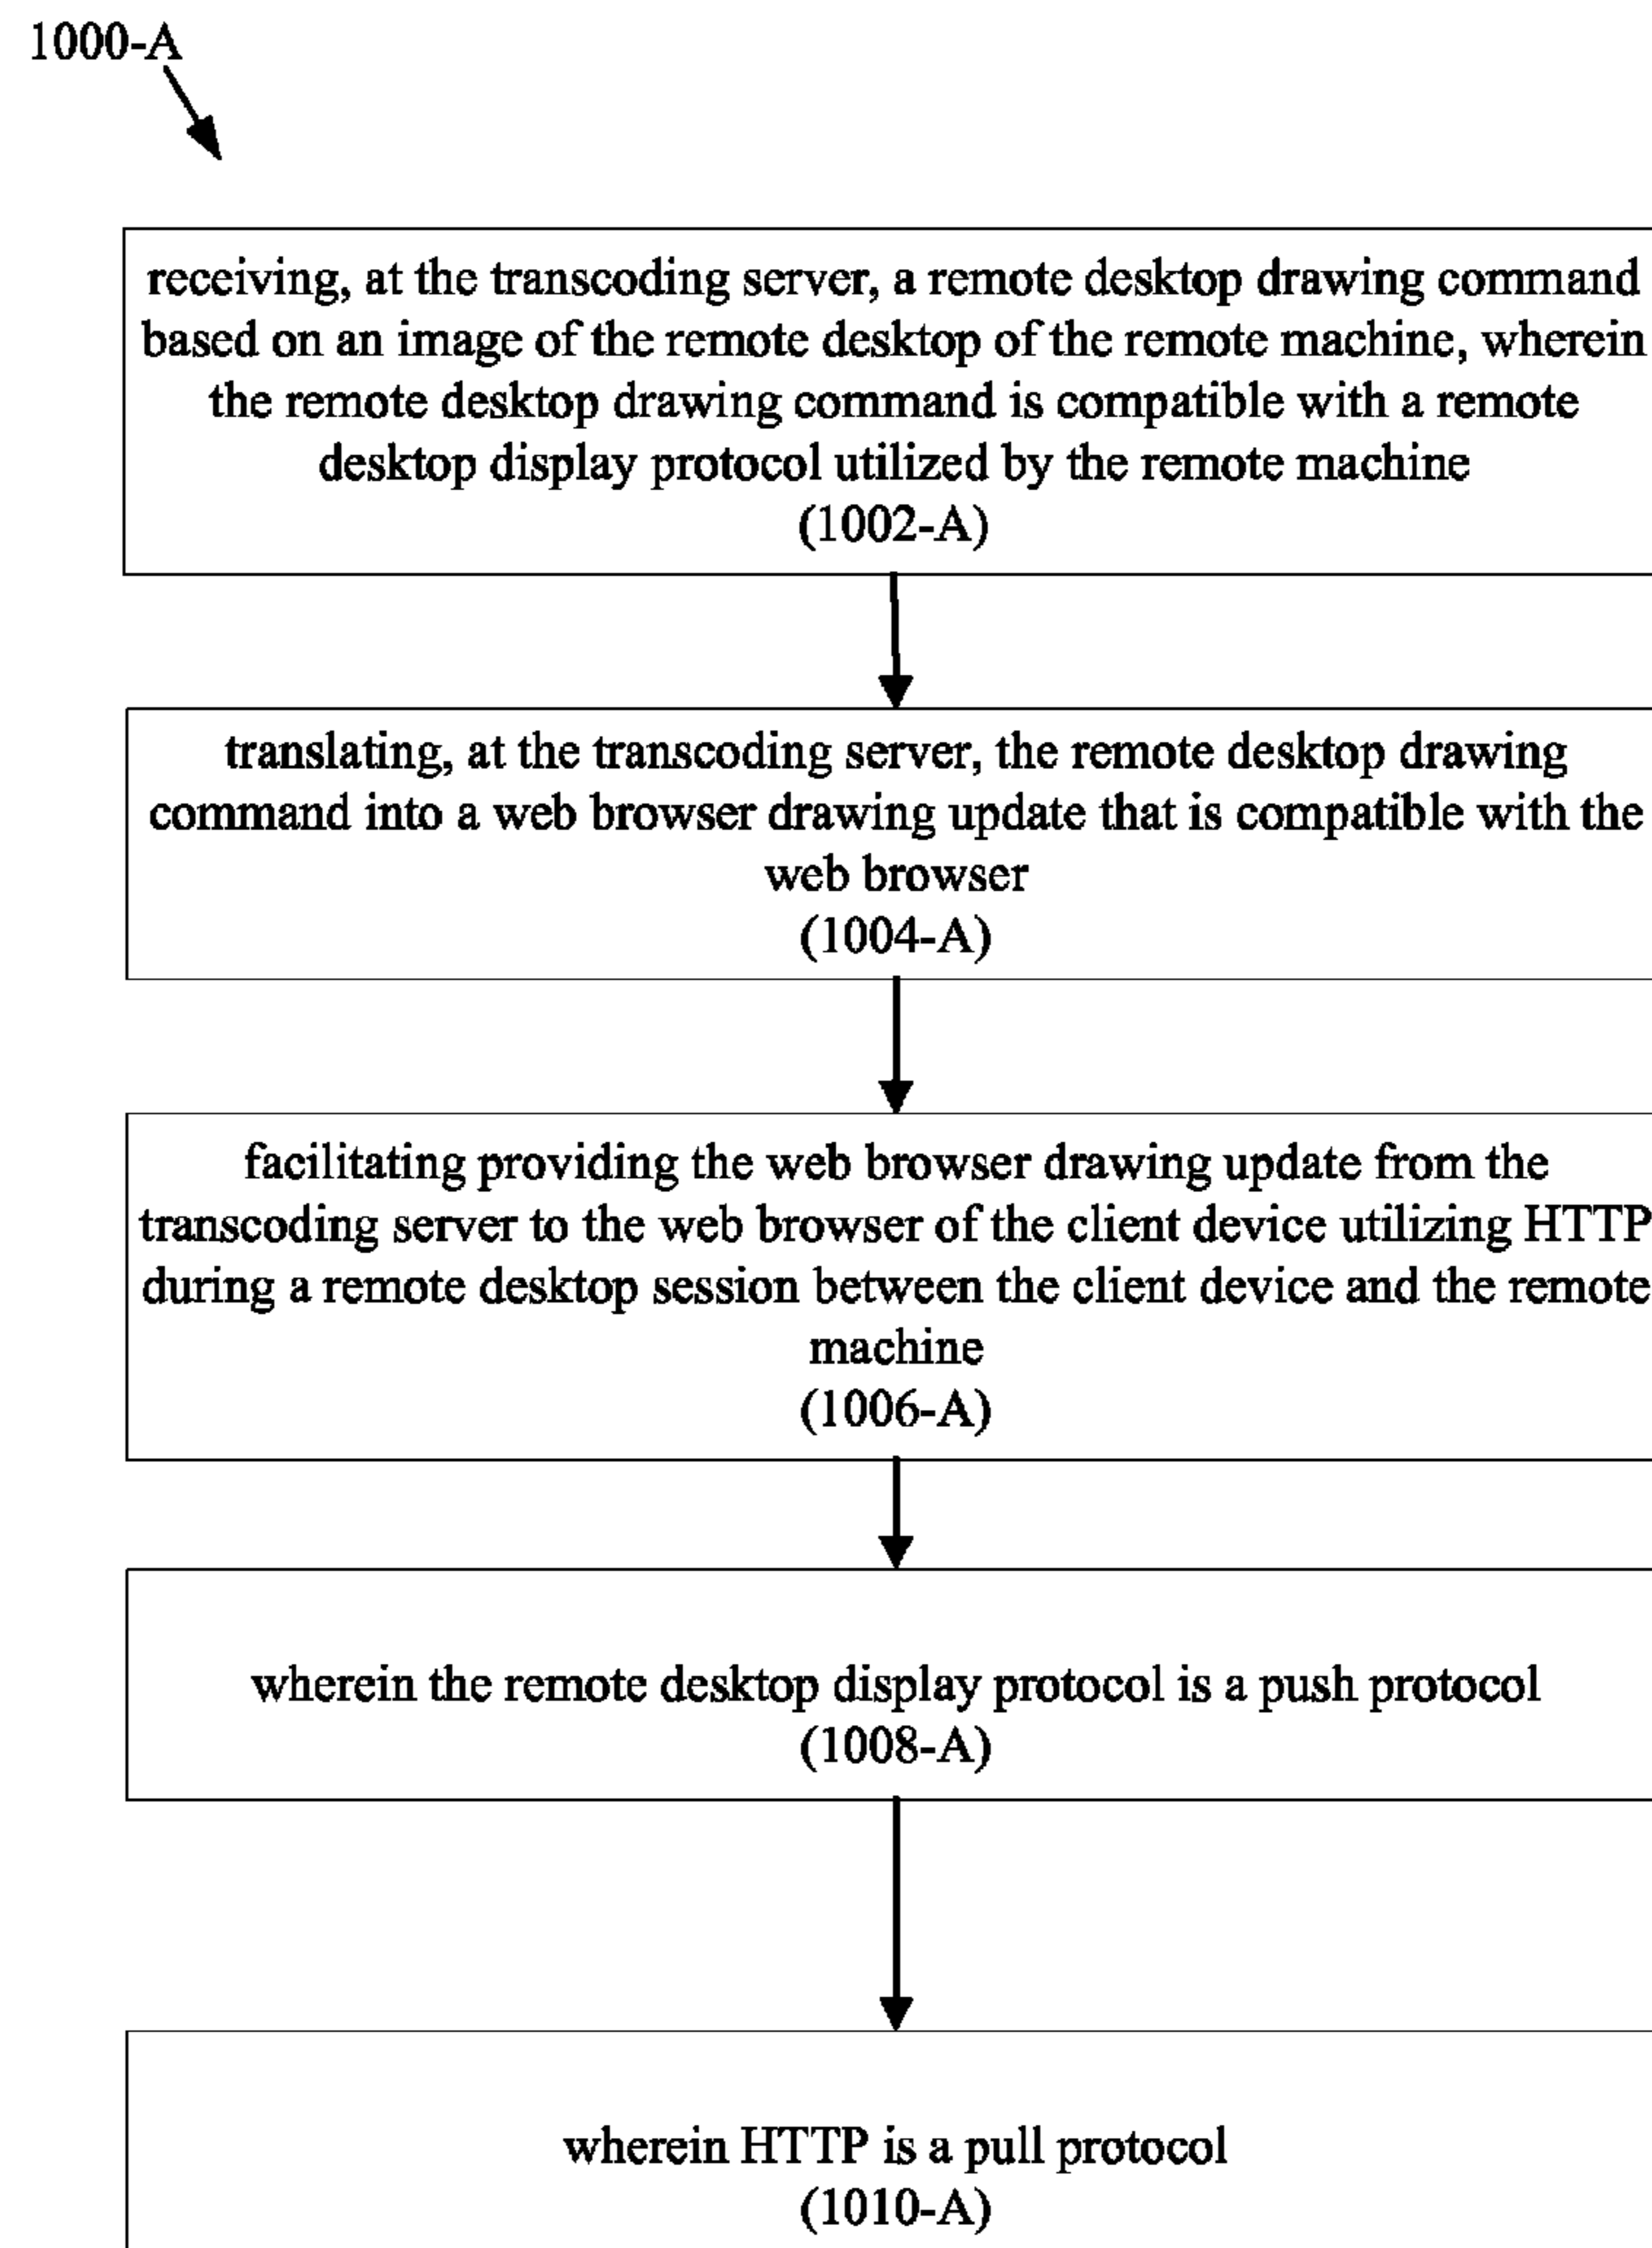 1000-A
receiving, at the transcoding server, a remote desktop drawing command
based on an image of the remote desktop of the remote machine, wherein
the remote desktop drawing command is compatible with a remote
desktop display protocol utilized by the remote machine
(1002-A)
translating, at the transcoding server, the remote desktop drawing
command into a web browser drawing update that is compatible with the
web browser
(1004-A)
facilitating providing the web browser drawing update from the
transcoding server to the web browser of the client device utilizing HTTP
during a remote desktop session between the client device and the remote
machine
(1006-A)
wherein the remote desktop display protocol is a push protocol
(1008-A)
wherein HTTP is a pull protocol
(1010-A)